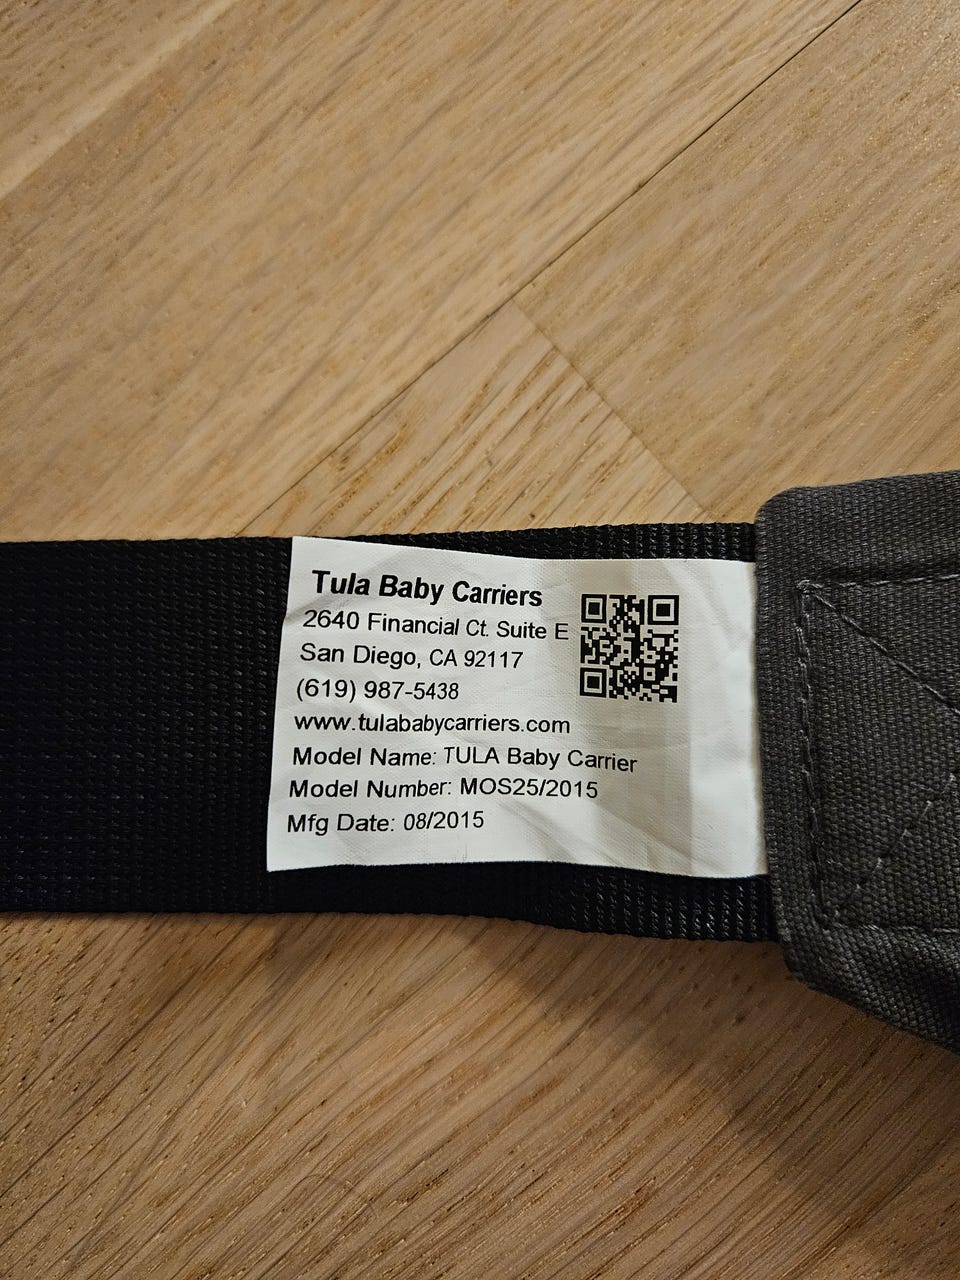 Tula Baby Carriers
2640 Financial Ct. Suite E
San Diego, CA 92117
(619) 987-5438
www.tulababycarriers.com
Model Name: TULA Baby Carrier
Model Number: MOS25/2015
Mfg Date: 08/2015